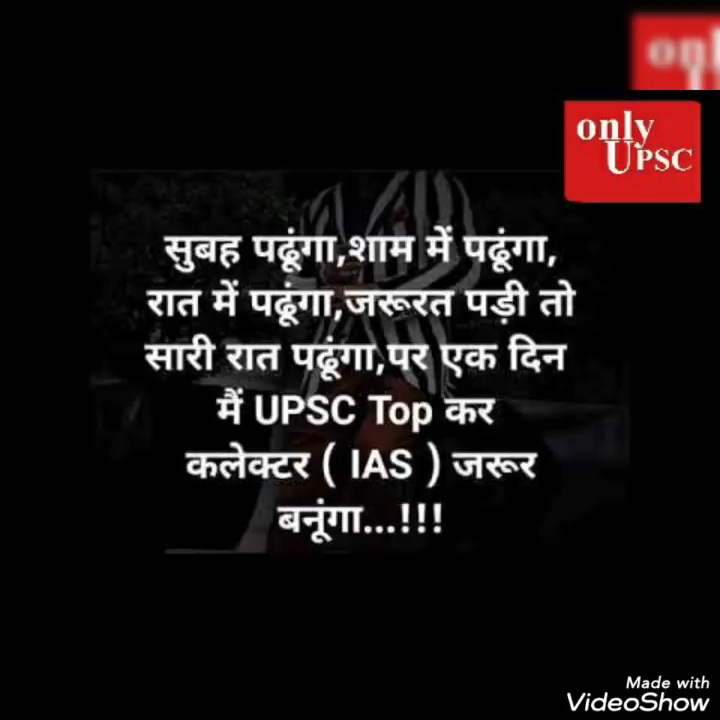 only
UPSC
सुबह पढूंगा,शाम में पढूंगा,
रात में पढूंगा,जरूरत पड़ी तो
सारी रात पढूंगा,पर एक दिन
मैं UPSC Top कर
कलेक्टर ( IAS ) जरूर
बनूंगा...!!!
Made with
VideoShow